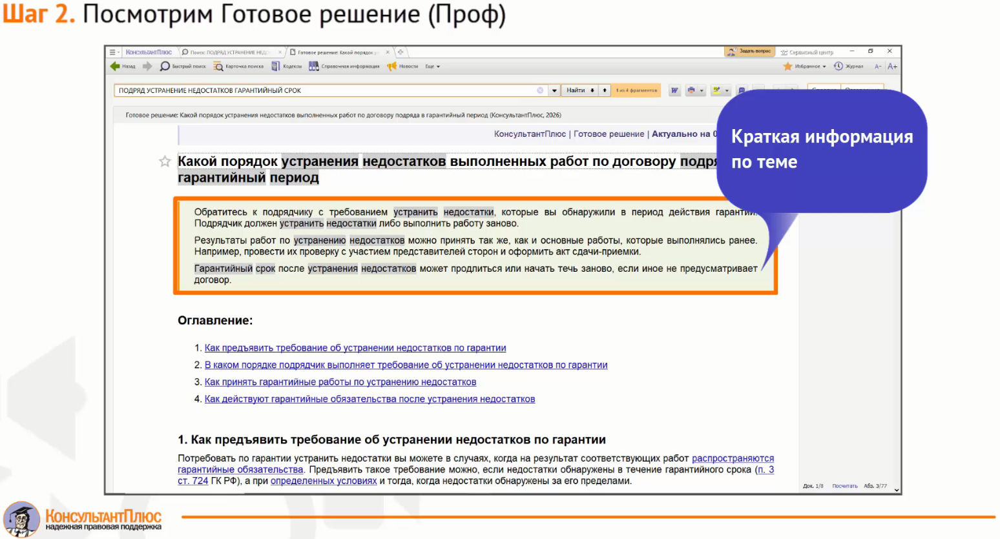 Шаг 2. Посмотрим Готовое решение (Проф)
КонсультантПлюс
Поиск: ПОДРЯД УСТРАНЕНИЕ НЕДО
Готовое решение: Какой порядок у
Задать вопрос
Сервисный центр
Назад
Быстрый поиск
Карточка поиска
Кодексы
Справочная информация
Новости
Еще
Избранное
Журнал
А-
А+
ПОДРЯД УСТРАНЕНИЕ НЕДОСТАТКОВ ГАРАНТИЙНЫЙ СРОК
Найти
1 из 4 фрагментов
Готовое решение: Какой порядок устранения недостатков выполненных работ по договору подряда в гарантийный период (КонсультантПлюс, 2026)
КонсультантПлюс | Готовое решение | Актуально на 0
Краткая информация
по теме
Какой порядок устранения недостатков выполненных работ по договору подр
гарантийный период
Обратитесь к подрядчику с требованием устранить недостатки, которые вы обнаружили в период действия гарантии.
Подрядчик должен устранить недостатки либо выполнить работу заново.
Результаты работ по устранению недостатков можно принять так же, как и основные работы, которые выполнялись ранее.
Например, провести их проверку с участием представителей сторон и оформить акт сдачи-приемки.
Гарантийный срок после устранения недостатков может продлиться или начать течь заново, если иное не предусматривает
договор.
Оглавление:
1. Как предъявить требование об устранении недостатков по гарантии
2. В каком порядке подрядчик выполняет требование об устранении недостатков по гарантии
3. Как принять гарантийные работы по устранению недостатков
4. Как действуют гарантийные обязательства после устранения недостатков
1. Как предъявить требование об устранении недостатков по гарантии
Потребовать по гарантии устранить недостатки вы можете в случаях, когда на результат соответствующих работ распространяются
гарантийные обязательства. Предъявить такое требование можно, если недостатки обнаружены в течение гарантийного срока (п. 3
ст. 724 ГК РФ), а при определенных условиях и тогда, когда недостатки обнаружены за его пределами.
Док. 1/8 Посчитать Абз. 3/77
КонсультантПлюс
надежная правовая поддержка